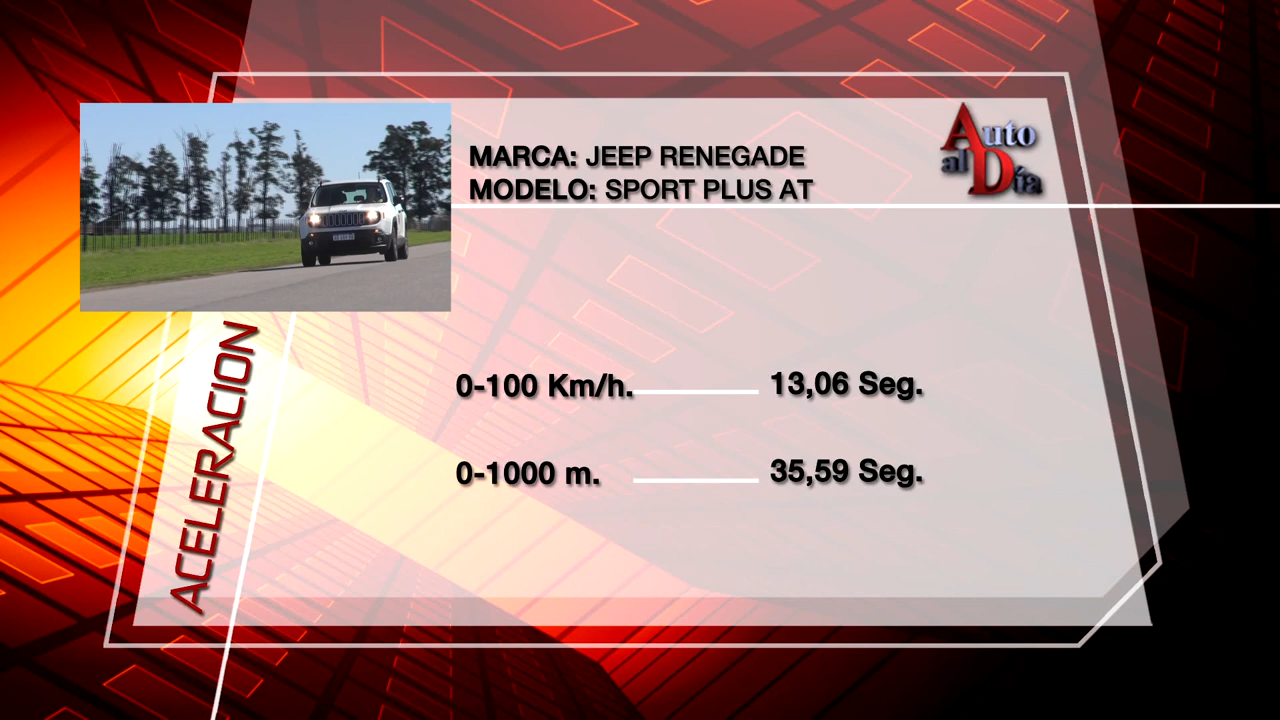 MARCA: JEEP RENEGADE
MODELO: SPORT PLUS AT
Auto
al Día
ACELERACION
0-100 Km/h. 13,06 Seg.
0-1000 m. 35,59 Seg.